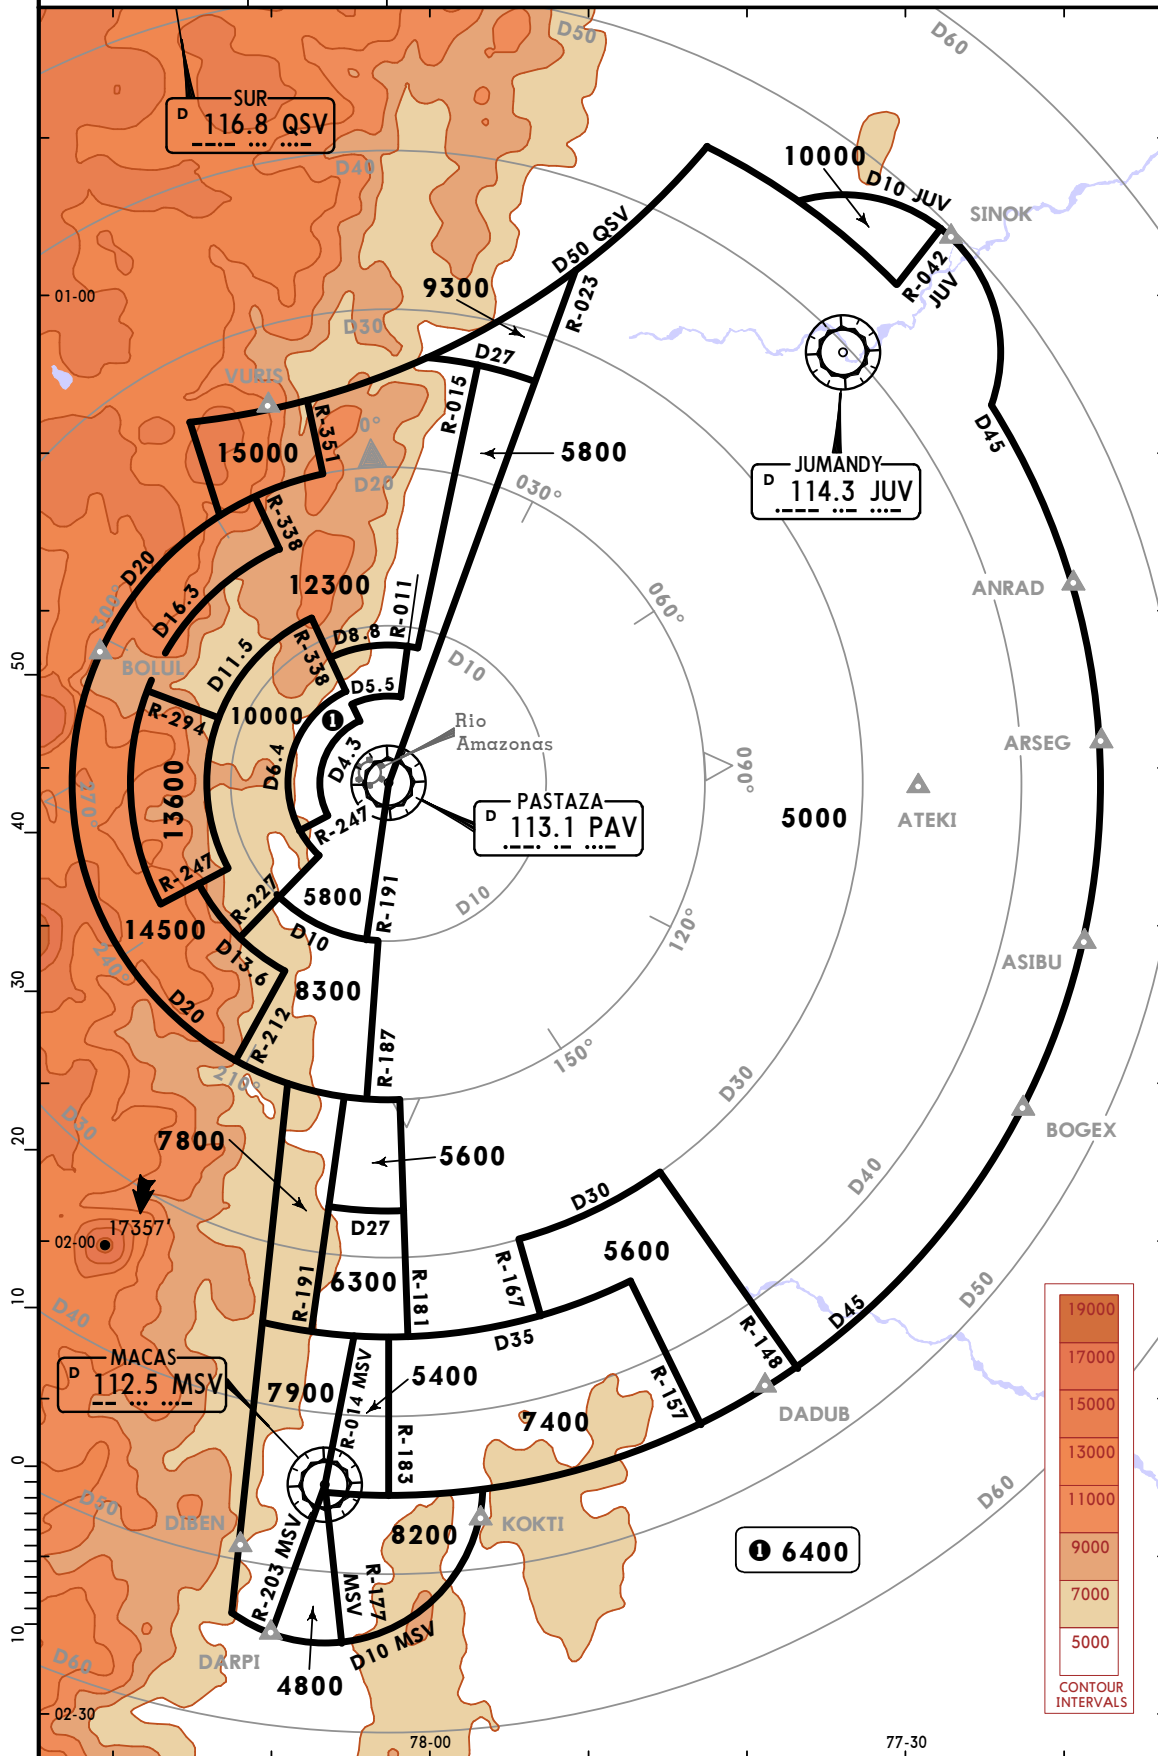 D50
D60
SUR
D 116.8 QSV
D40
10000
D10 JUV
SINOK
D50 QSV
R-042
JUV
9300
R-023
01-00
D30
D27
VURIS
R-015
R-351
0°
15000
5800
D45
D20
030°
JUMANDY
D 114.3 JUV
R-338
D20
12300
ANRAD
300°
D16.3
R-011
060°
D8.8
50
BOLUL
D11.5
R-338
D10
D5.5
R-294
10000
1
Rio
Amazonas
D4.3
D6.4
ARSEG
090°
270°
13600
PASTAZA
D 113.1 PAV
5000
ATEKI
40
R-247
R-247
R-227
5800
R-191
D10
14500
120°
D10
240°
D13.6
ASIBU
30
8300
D20
R-212
R-187
150°
210°
D30
D30
BOGEX
20
7800
5600
D40
17357'
D30
02-00
D27
5600
R-191
6300
R-181
R-167
D50
10
D40
D35
D45
R-148
19000
17000
15000
13000
11000
9000
7000
5000
CONTOUR
INTERVALS
MACAS
D 112.5 MSV
7900
R-014 MSV
5400
R-157
7400
DADUB
R-183
0
D50
D60
DIBEN
8200
KOKTI
1 6400
R-203 MSV
R-177
MSV
10
D10 MSV
D60
DARPI
4800
02-30
78-00
77-30